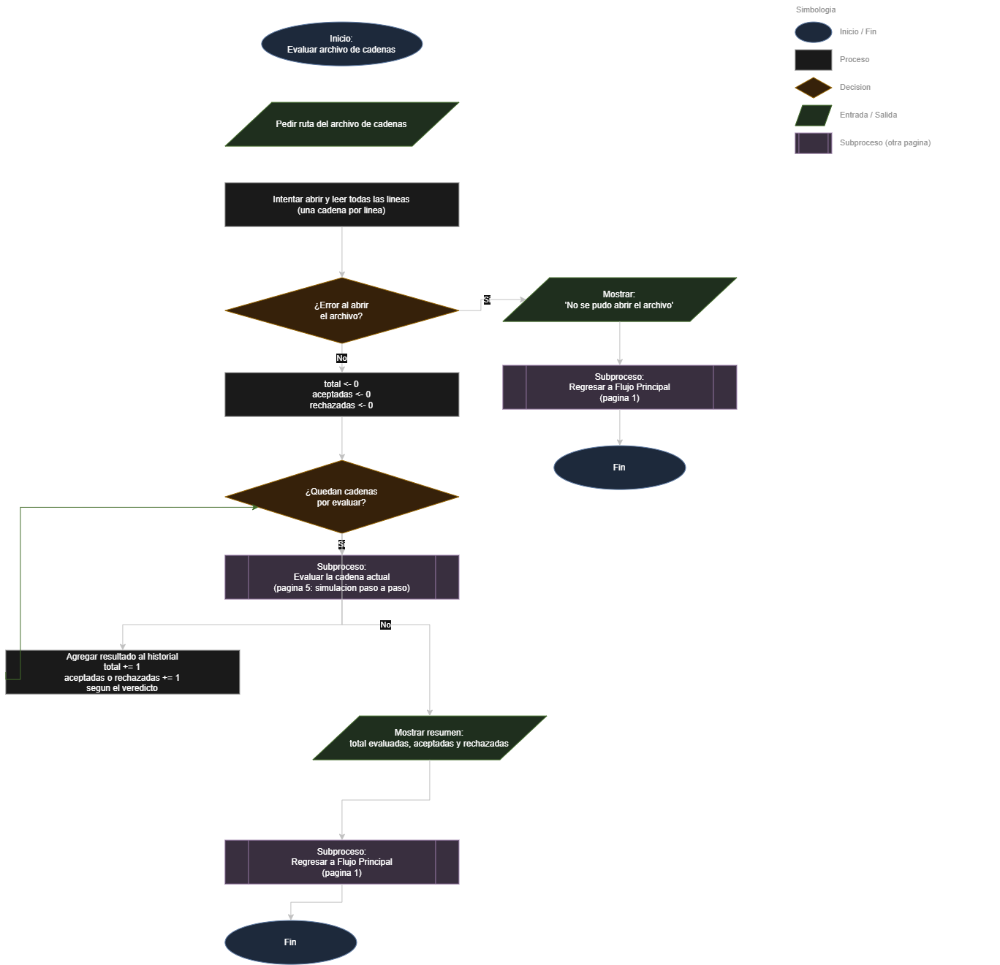 Simbologia
Inicio / Fin
Proceso
Decision
Entrada / Salida
Subproceso (otra pagina)
Inicio:
Evaluar archivo de cadenas
Pedir ruta del archivo de cadenas
Intentar abrir y leer todas las lineas
(una cadena por linea)
¿Error al abrir
el archivo?
Si
Mostrar:
'No se pudo abrir el archivo'
No
Subproceso:
Regresar a Flujo Principal
(pagina 1)
total <- 0
aceptadas <- 0
rechazadas <- 0
Fin
¿Quedan cadenas
por evaluar?
Si
Subproceso:
Evaluar la cadena actual
(pagina 5: simulacion paso a paso)
No
Agregar resultado al historial
total += 1
aceptadas o rechazadas += 1
segun el veredicto
Mostrar resumen:
total evaluadas, aceptadas y rechazadas
Subproceso:
Regresar a Flujo Principal
(pagina 1)
Fin